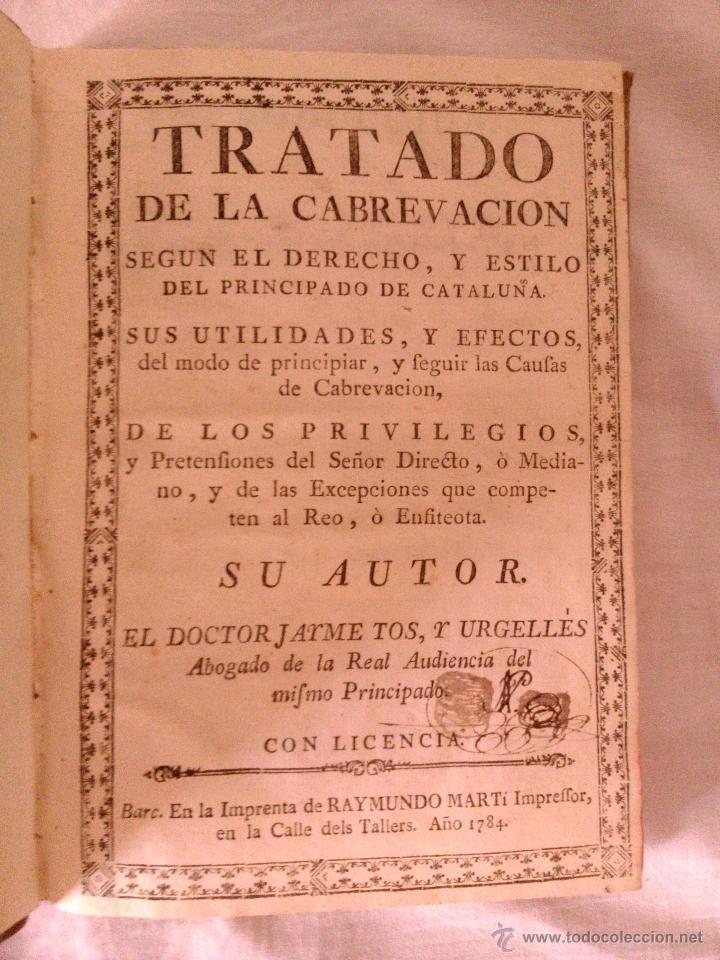 TRATADO
DE LA CABREVACION
SEGUN EL DERECHO, Y ESTILO
DEL PRINCIPADO DE CATALUÑA.
SUS UTILIDADES, Y EFECTOS,
del modo de principiar, y ſeguir las Cauſas
de Cabrevacion,
DE LOS PRIVILEGIOS,
y Pretenſiones del Señor Directo, ò Media-
no, y de las Excepciones que compe-
ten al Reo, ò Enfiteota.
SU AUTOR.
EL DOCTOR JAYME TOS, Y URGELLÈS
Abogado de la Real Audiencia del
miſmo Principado.
CON LICENCIA.
Barc. En la Imprenta de RAYMUNDO MARTÍ Impreſſor,
en la Calle dels Tallers. Año 1784.
© www.todocoleccion.net